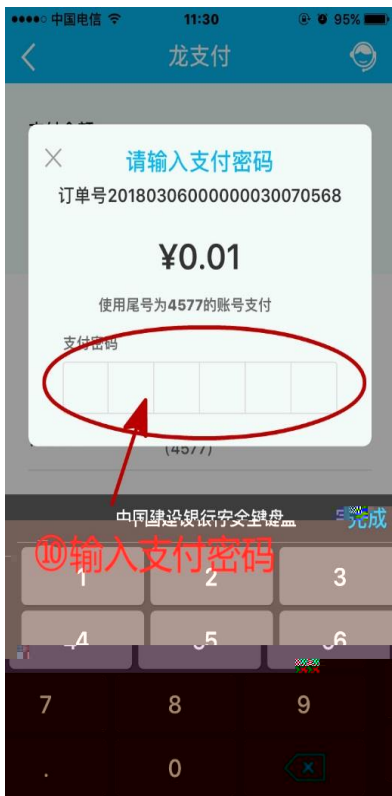 中国电信 11:30 95%
龙支付
请输入支付密码
订单号20180306000000030070568
¥0.01
使用尾号为4577的账号支付
支付密码
(4577)
中国建设银行安全键盘 完成
⑩输入支付密码
1 2 3
4 5 6
7 8 9
. 0